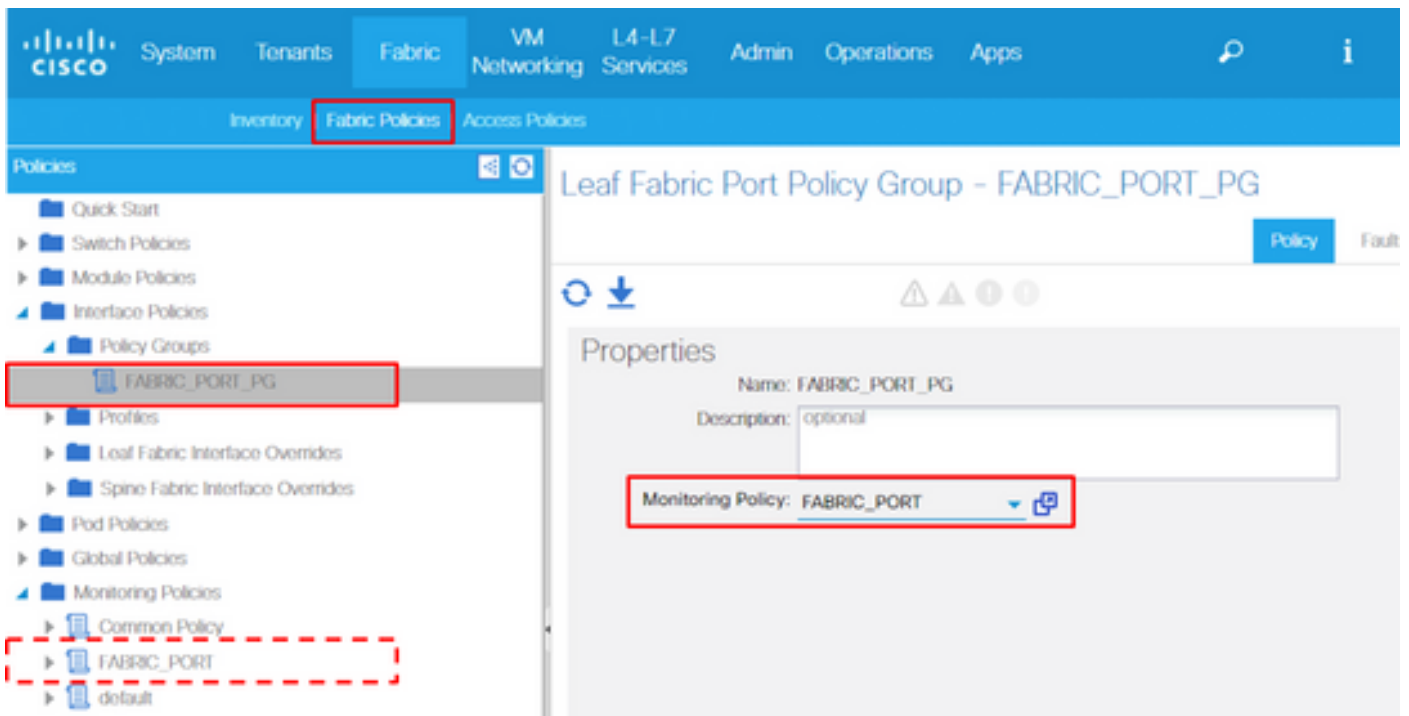 CISCO System Tenants Fabric VM Networking L4-L7 Services Admin Operations Apps i
Inventory Fabric Policies Access Policies
Policies
Quick Start
Switch Policies
Module Policies
Interface Policies
Policy Groups
FABRIC_PORT_PG
Profiles
Leaf Fabric Interface Overrides
Spine Fabric Interface Overrides
Pod Policies
Global Policies
Monitoring Policies
Common Policy
FABRIC_PORT
default
Leaf Fabric Port Policy Group - FABRIC_PORT_PG
Policy Fault
Properties
Name: FABRIC_PORT_PG
Description: optional
Monitoring Policy: FABRIC_PORT